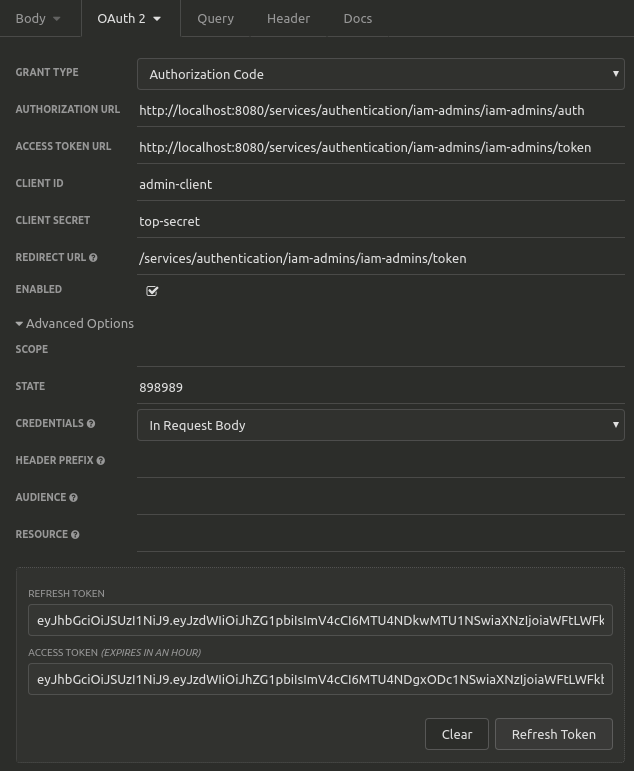 Body OAuth 2 Query Header Docs
GRANT TYPE Authorization Code
AUTHORIZATION URL http://localhost:8080/services/authentication/iam-admins/iam-admins/auth
ACCESS TOKEN URL http://localhost:8080/services/authentication/iam-admins/iam-admins/token
CLIENT ID admin-client
CLIENT SECRET top-secret
REDIRECT URL /services/authentication/iam-admins/iam-admins/token
ENABLED
Advanced Options
SCOPE
STATE 898989
CREDENTIALS In Request Body
HEADER PREFIX
AUDIENCE
RESOURCE
REFRESH TOKEN
eyJhbGciOiJSUzI1NiJ9.eyJzdWIiOiJhZG1pbiIsImV4cCI6MTU4NDkwMTU1NSwiaXNzIjoiaWFtLWFk
ACCESS TOKEN (EXPIRES IN AN HOUR)
eyJhbGciOiJSUzI1NiJ9.eyJzdWIiOiJhZG1pbiIsImV4cCI6MTU4NDgxODc1NSwiaXNzIjoiaWFtLWFkb
Clear Refresh Token